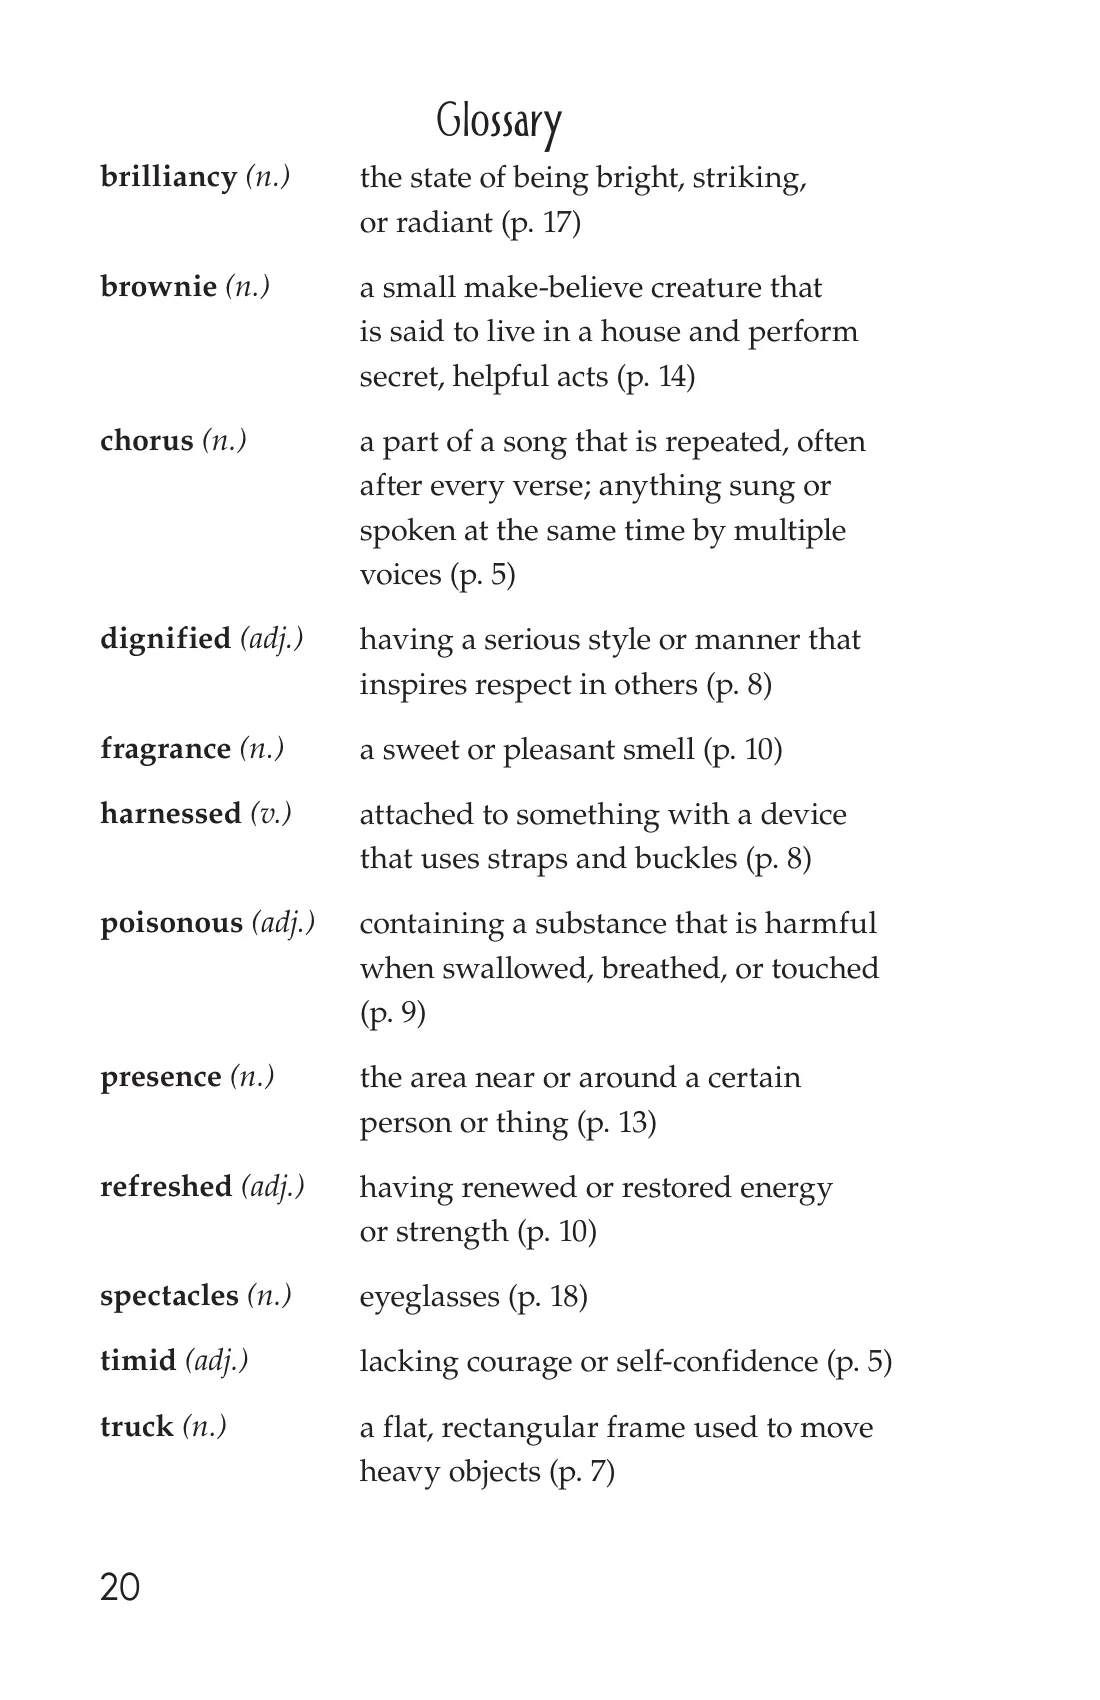 Glossary
brilliancy (n.) the state of being bright, striking,
or radiant (p. 17)
brownie (n.) a small make-believe creature that
is said to live in a house and perform
secret, helpful acts (p. 14)
chorus (n.) a part of a song that is repeated, often
after every verse; anything sung or
spoken at the same time by multiple
voices (p. 5)
dignified (adj.) having a serious style or manner that
inspires respect in others (p. 8)
fragrance (n.) a sweet or pleasant smell (p. 10)
harnessed (v.) attached to something with a device
that uses straps and buckles (p. 8)
poisonous (adj.) containing a substance that is harmful
when swallowed, breathed, or touched
(p. 9)
presence (n.) the area near or around a certain
person or thing (p. 13)
refreshed (adj.) having renewed or restored energy
or strength (p. 10)
spectacles (n.) eyeglasses (p. 18)
timid (adj.) lacking courage or self-confidence (p. 5)
truck (n.) a flat, rectangular frame used to move
heavy objects (p. 7)
20